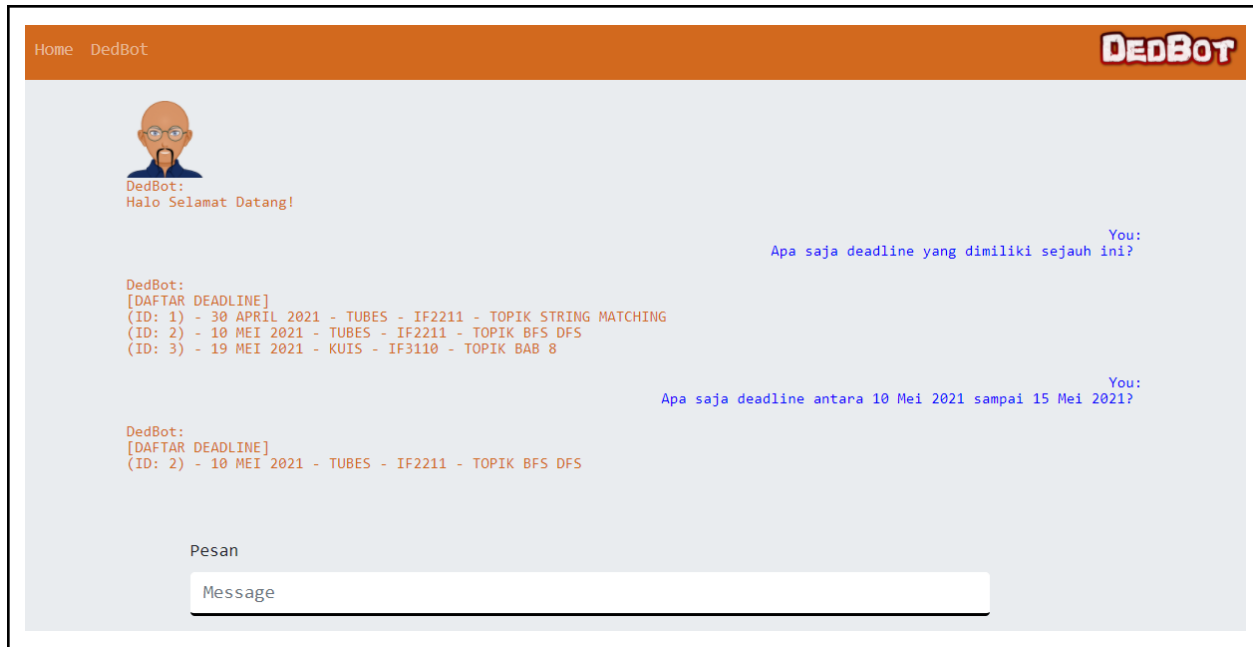 Home DedBot
DEDBOT
DedBot:
Halo Selamat Datang!
You:
Apa saja deadline yang dimiliki sejauh ini?
DedBot:
[DAFTAR DEADLINE]
(ID: 1) - 30 APRIL 2021 - TUBES - IF2211 - TOPIK STRING MATCHING
(ID: 2) - 10 MEI 2021 - TUBES - IF2211 - TOPIK BFS DFS
(ID: 3) - 19 MEI 2021 - KUIS - IF3110 - TOPIK BAB 8
You:
Apa saja deadline antara 10 Mei 2021 sampai 15 Mei 2021?
DedBot:
[DAFTAR DEADLINE]
(ID: 2) - 10 MEI 2021 - TUBES - IF2211 - TOPIK BFS DFS
Pesan
Message